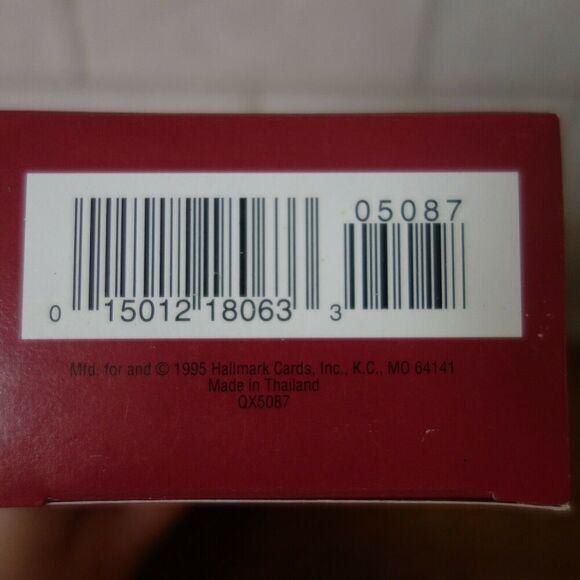 05087
0 15012 18063 3
Mfd. for and © 1995 Hallmark Cards, Inc., K.C., MO 64141
Made in Thailand
QX5087